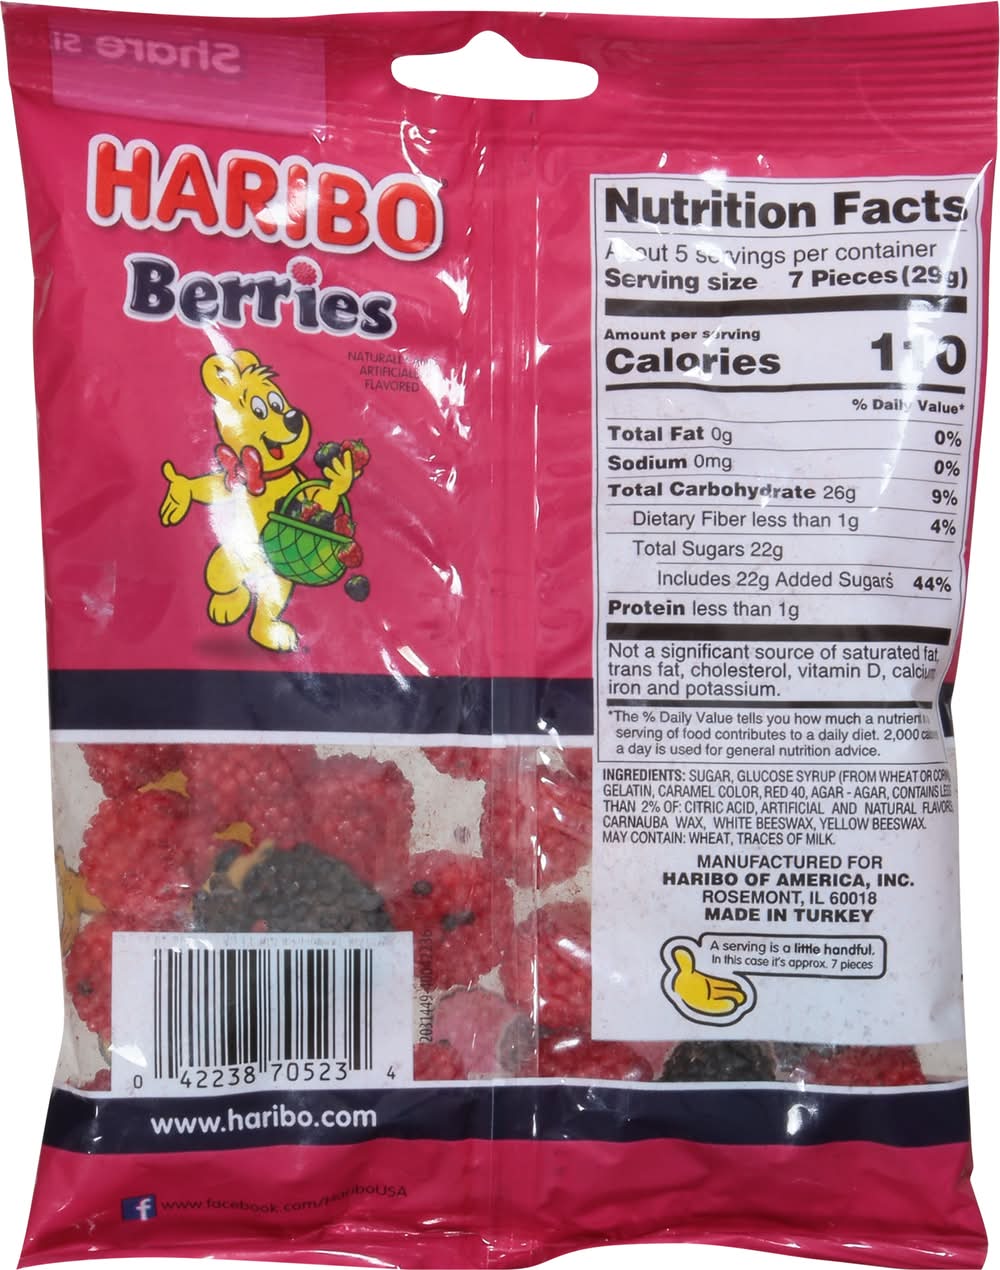 Share si
HARIBO
Berries
ARTIFICIALLY
FLAVORED
Nutrition Facts
About 5 servings per container
Serving size 7 Pieces (29g)
Amount per serving
Calories 110
% Daily Value*
Total Fat 0g 0%
Sodium 0mg 0%
Total Carbohydrate 26g 9%
Dietary Fiber less than 1g 4%
Total Sugars 22g
Includes 22g Added Sugars 44%
Protein less than 1g
Not a significant source of saturated fat,
trans fat, cholesterol, vitamin D, calcium
iron and potassium.
*The % Daily Value tells you how much a nutrient
serving of food contributes to a daily diet. 2,000
a day is used for general nutrition advice.
INGREDIENTS: SUGAR, GLUCOSE SYRUP (FROM WHEAT OR CORN)
GELATIN, CARAMEL COLOR, RED 40, AGAR - AGAR, CONTAINS LESS
THAN 2% OF: CITRIC ACID, ARTIFICIAL AND NATURAL FLAVORS,
CARNAUBA WAX, WHITE BEESWAX, YELLOW BEESWAX.
MAY CONTAIN: WHEAT, TRACES OF MILK.
MANUFACTURED FOR
HARIBO OF AMERICA, INC.
ROSEMONT, IL 60018
MADE IN TURKEY
A serving is a little handful.
In this case it's approx. 7 pieces
0 42238 70523 4
www.haribo.com
f www.facebook.com/HariboUSA